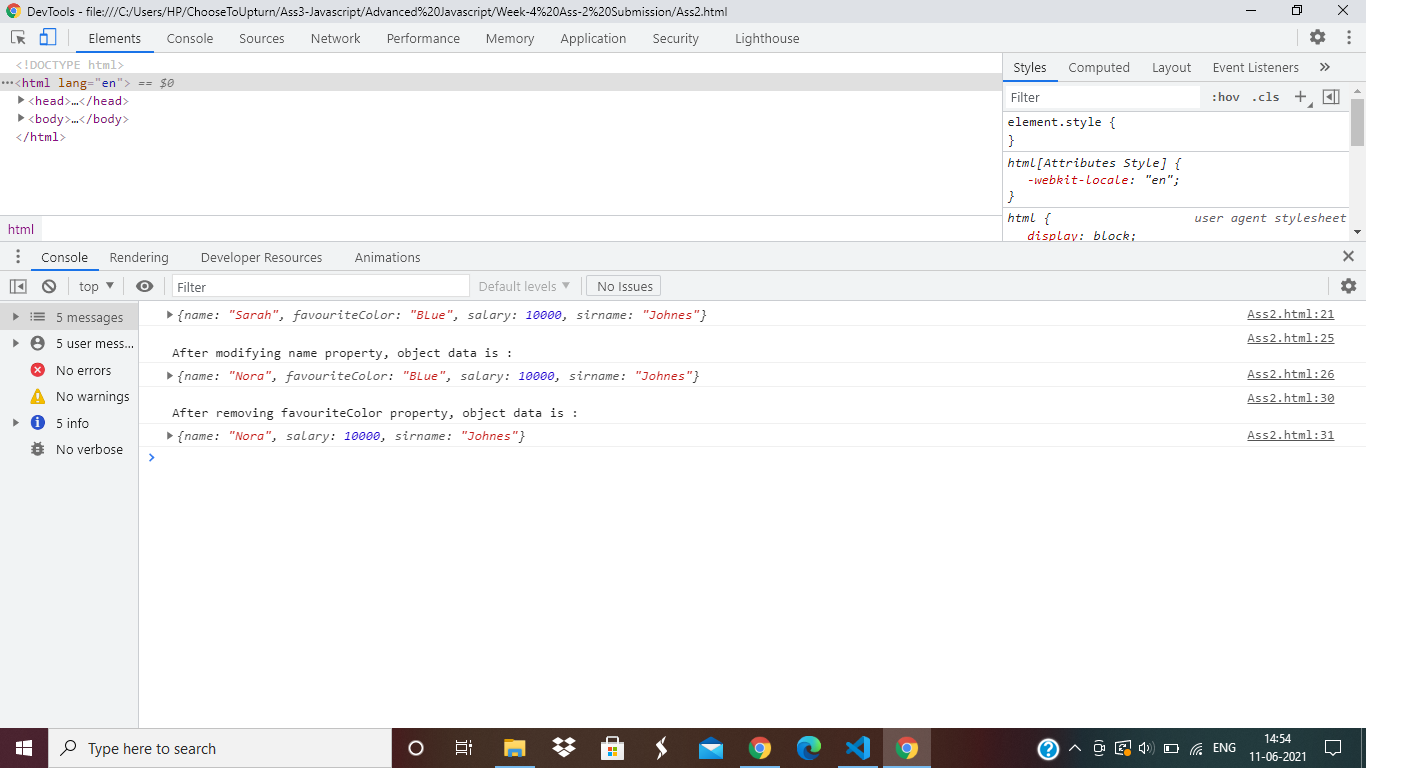 DevTools - file:///C:/Users/HP/ChooseToUpturn/Ass3-Javascript/Advanced%20Javascript/Week-4%20Ass-2%20Submission/Ass2.html
Elements Console Sources Network Performance Memory Application Security Lighthouse
<!DOCTYPE html>
···<html lang="en"> == $0
<head>…</head>
<body>…</body>
</html>
html
Styles Computed Layout Event Listeners »
Filter :hov .cls +
element.style {
}
html[Attributes Style] {
-webkit-locale: "en";
}
html { user agent stylesheet
display: block;
Console Rendering Developer Resources Animations
top ▼ Filter Default levels ▼ No Issues
5 messages
5 user mess...
No errors
No warnings
5 info
No verbose
{name: "Sarah", favouriteColor: "BLue", salary: 10000, sirname: "Johnes"} Ass2.html:21
Ass2.html:25
After modifying name property, object data is :
{name: "Nora", favouriteColor: "BLue", salary: 10000, sirname: "Johnes"} Ass2.html:26
Ass2.html:30
After removing favouriteColor property, object data is :
{name: "Nora", salary: 10000, sirname: "Johnes"} Ass2.html:31
>
Type here to search
ENG
14:54
11-06-2021